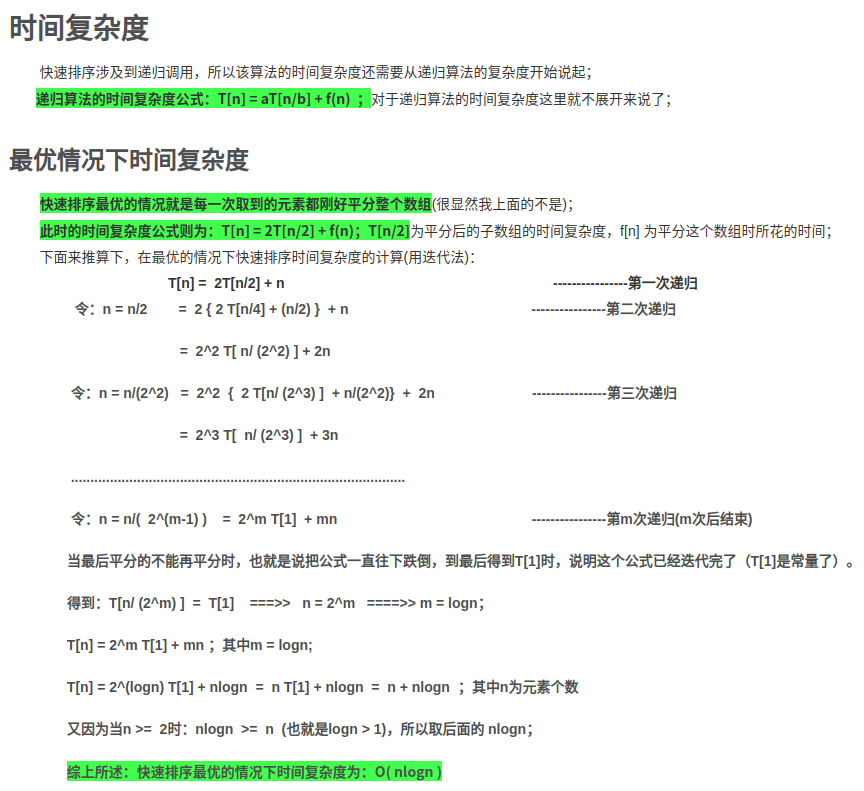 时间复杂度
快速排序涉及到递归调用，所以该算法的时间复杂度还需要从递归算法的复杂度开始说起；
递归算法的时间复杂度公式：T[n] = aT[n/b] + f(n) ；对于递归算法的时间复杂度这里就不展开来说了；
最优情况下时间复杂度
快速排序最优的情况就是每一次取到的元素都刚好平分整个数组(很显然我上面的不是)；
此时的时间复杂度公式则为：T[n] = 2T[n/2] + f(n)；T[n/2]为平分后的子数组的时间复杂度，f[n] 为平分这个数组时所花的时间；
下面来推算下，在最优的情况下快速排序时间复杂度的计算(用迭代法)：
T[n] = 2T[n/2] + n ----------------第一次递归
令：n = n/2 = 2 { 2 T[n/4] + (n/2) } + n ----------------第二次递归
= 2^2 T[ n/ (2^2) ] + 2n
令：n = n/(2^2) = 2^2 { 2 T[n/ (2^3) ] + n/(2^2)} + 2n ----------------第三次递归
= 2^3 T[ n/ (2^3) ] + 3n
......................................................................................
令：n = n/( 2^(m-1) ) = 2^m T[1] + mn ----------------第m次递归(m次后结束)
当最后平分的不能再平分时，也就是说把公式一直往下跌倒，到最后得到T[1]时，说明这个公式已经迭代完了（T[1]是常量了）。
得到：T[n/ (2^m) ] = T[1] ===>> n = 2^m ====>> m = logn；
T[n] = 2^m T[1] + mn ；其中m = logn;
T[n] = 2^(logn) T[1] + nlogn = n T[1] + nlogn = n + nlogn ；其中n为元素个数
又因为当n >= 2时：nlogn >= n (也就是logn > 1)，所以取后面的 nlogn；
综上所述：快速排序最优的情况下时间复杂度为：O( nlogn )